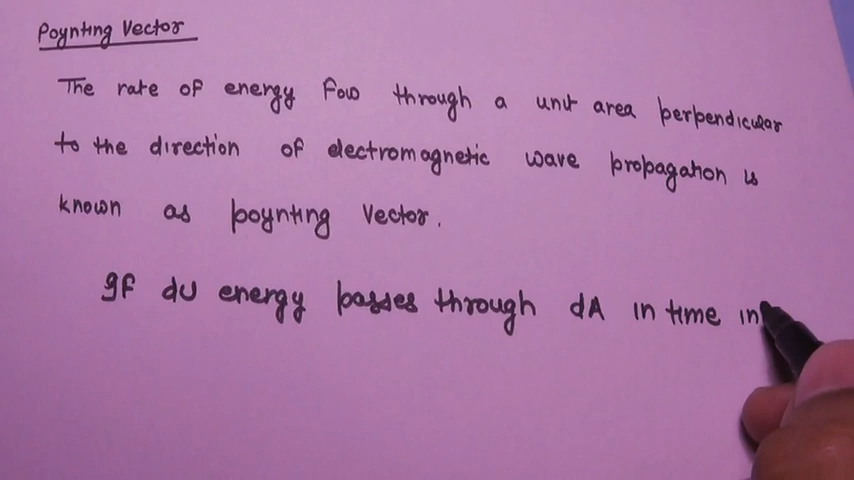 Poynting Vector
The rate of energy Fow through a unit area perpendicular
to the direction of electromagnetic wave propagation is
known as poynting Vector.
If dU energy passes through dA in time in